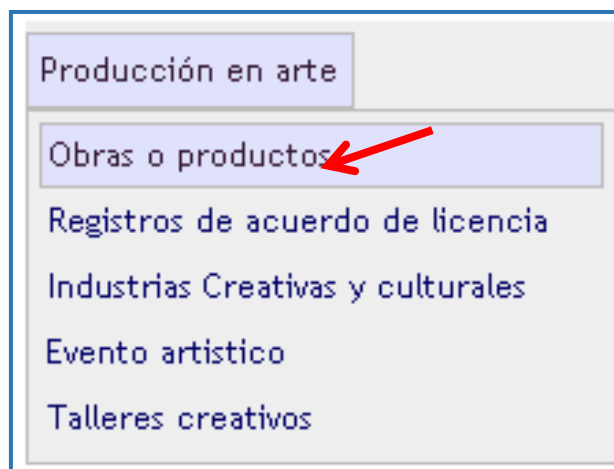 Producción en arte
Obras o productos
Registros de acuerdo de licencia
Industrias Creativas y culturales
Evento artistico
Talleres creativos